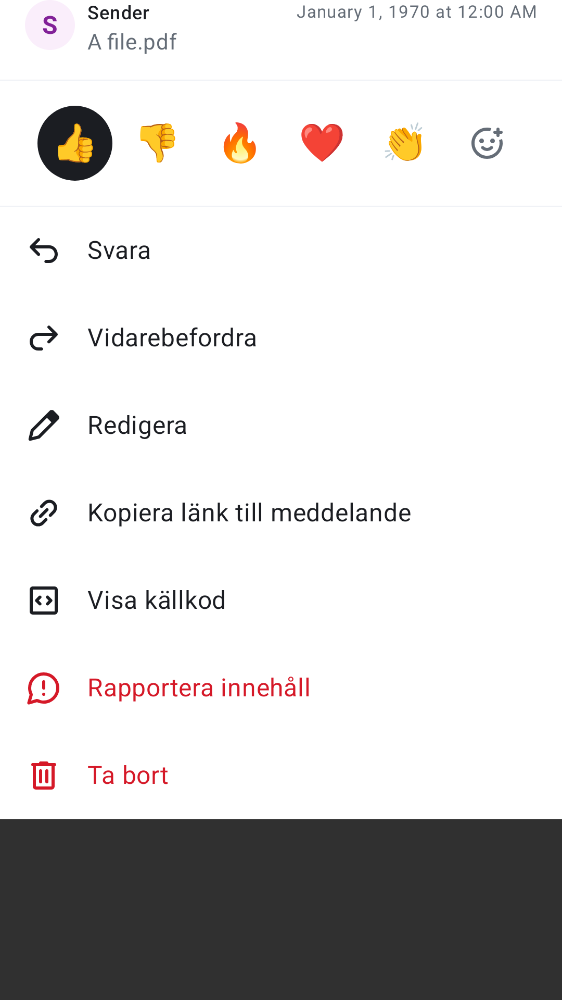 S
Sender
January 1, 1970 at 12:00 AM
A file.pdf
Svara
Vidarebefordra
Redigera
Kopiera länk till meddelande
Visa källkod
Rapportera innehåll
Ta bort